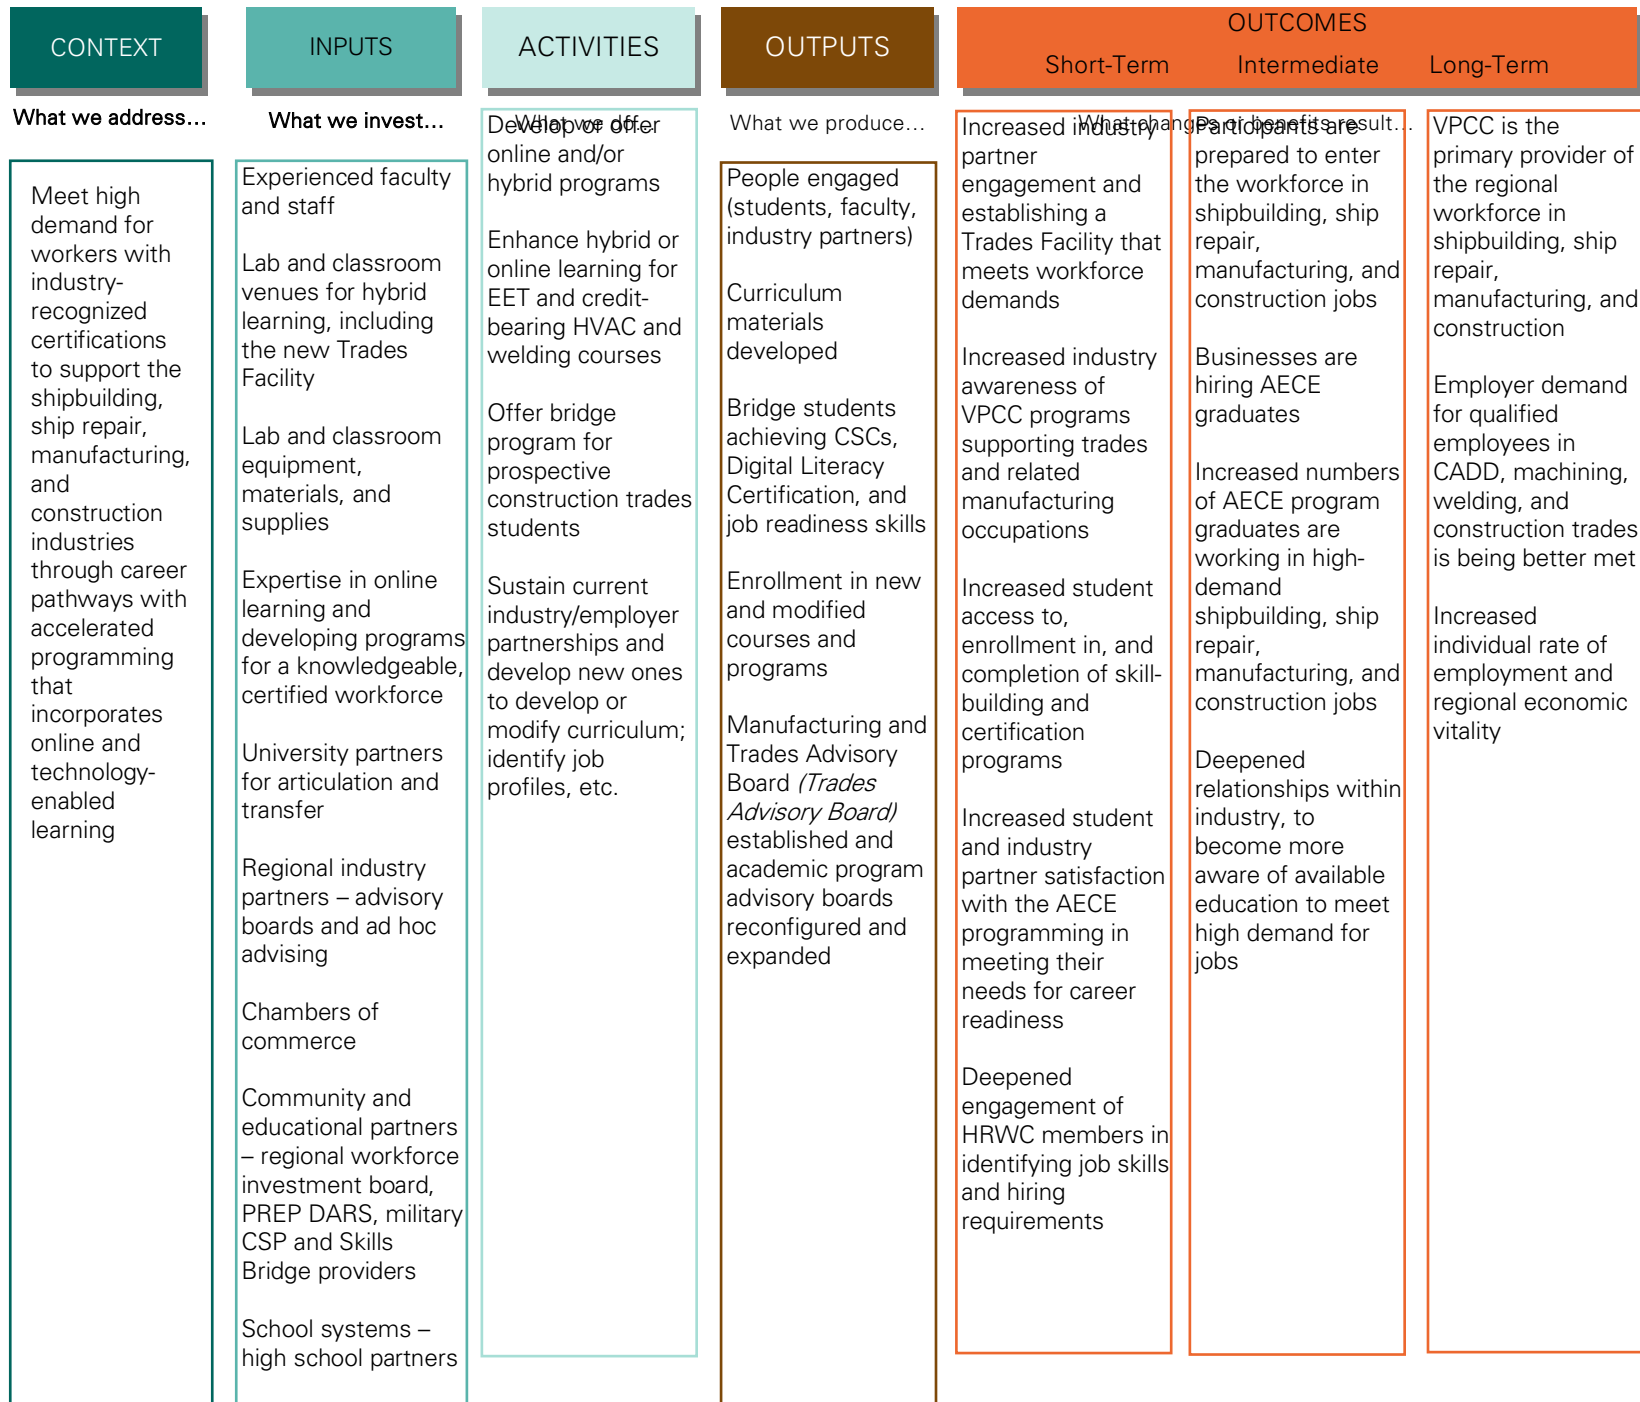 CONTEXT
What we address...
Meet high
demand for
workers with
industry-
recognized
certifications
to support the
shipbuilding,
ship repair,
manufacturing,
and
construction
industries
through career
pathways with
accelerated
programming
that
incorporates
online and
technology-
enabled
learning
INPUTS
What we invest...
Experienced faculty
and staff
Lab and classroom
venues for hybrid
learning, including
the new Trades
Facility
Lab and classroom
equipment,
materials, and
supplies
Expertise in online
learning and
developing programs
for a knowledgeable,
certified workforce
University partners
for articulation and
transfer
Regional industry
partners – advisory
boards and ad hoc
advising
Chambers of
commerce
Community and
educational partners
– regional workforce
investment board,
PREP DARS, military
CSP and Skills
Bridge providers
School systems –
high school partners
ACTIVITIES
What we do...
Develop or offer
online and/or
hybrid programs
Enhance hybrid or
online learning for
EET and credit-
bearing HVAC and
welding courses
Offer bridge
program for
prospective
construction trades
students
Sustain current
industry/employer
partnerships and
develop new ones
to develop or
modify curriculum;
identify job
profiles, etc.
OUTPUTS
What we produce...
People engaged
(students, faculty,
industry partners)
Curriculum
materials
developed
Bridge students
achieving CSCs,
Digital Literacy
Certification, and
job readiness skills
Enrollment in new
and modified
courses and
programs
Manufacturing and
Trades Advisory
Board (Trades
Advisory Board)
established and
academic program
advisory boards
reconfigured and
expanded
OUTCOMES
Short-Term Intermediate Long-Term
What changes or benefits result...
Increased industry
partner
engagement and
establishing a
Trades Facility that
meets workforce
demands
Increased industry
awareness of
VPCC programs
supporting trades
and related
manufacturing
occupations
Increased student
access to,
enrollment in, and
completion of skill-
building and
certification
programs
Increased student
and industry
partner satisfaction
with the AECE
programming in
meeting their
needs for career
readiness
Deepened
engagement of
HRWC members in
identifying job skills
and hiring
requirements
Participants are
prepared to enter
the workforce in
shipbuilding, ship
repair,
manufacturing, and
construction jobs
Businesses are
hiring AECE
graduates
Increased numbers
of AECE program
graduates are
working in high-
demand
shipbuilding, ship
repair,
manufacturing, and
construction jobs
Deepened
relationships within
industry, to
become more
aware of available
education to meet
high demand for
jobs
VPCC is the
primary provider of
the regional
workforce in
shipbuilding, ship
repair,
manufacturing, and
construction
Employer demand
for qualified
employees in
CADD, machining,
welding, and
construction trades
is being better met
Increased
individual rate of
employment and
regional economic
vitality